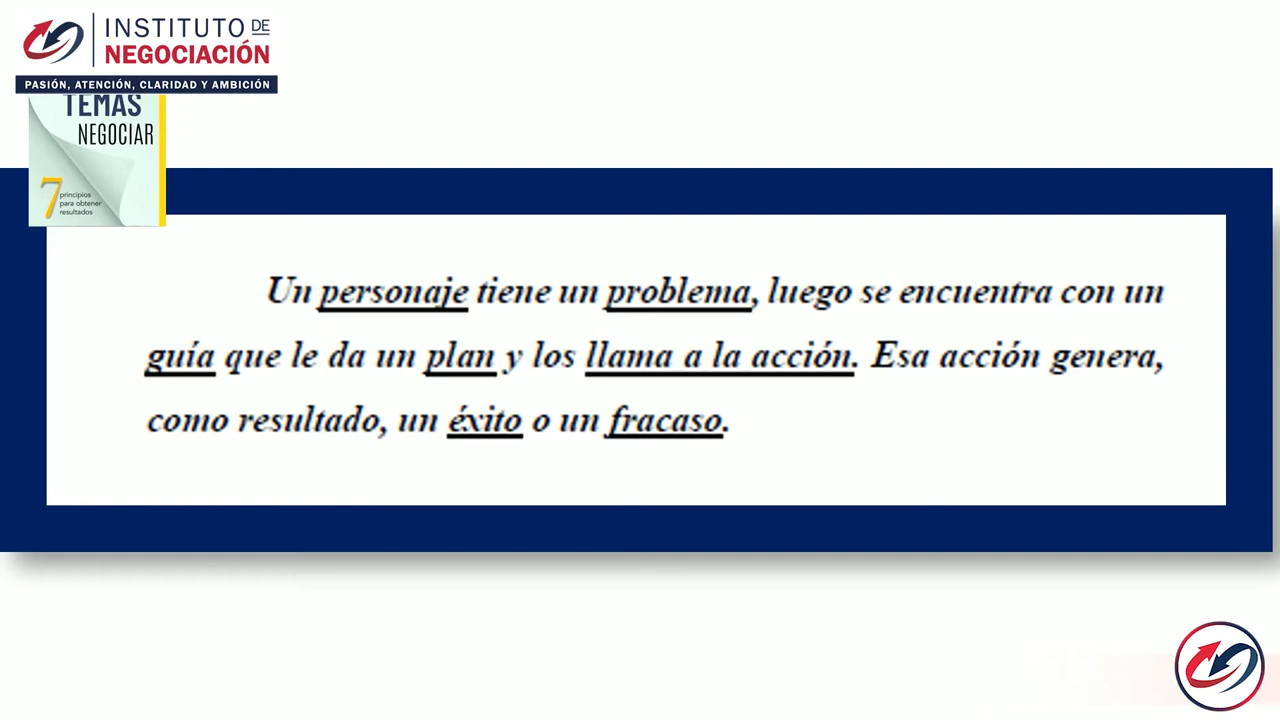 INSTITUTO DE
NEGOCIACIÓN
PASIÓN, ATENCIÓN, CLARIDAD Y AMBICIÓN
TEMAS
NEGOCIAR
7 principios
para obtener
resultados
Un personaje tiene un problema, luego se encuentra con un
guía que le da un plan y los llama a la acción. Esa acción genera,
como resultado, un éxito o un fracaso.